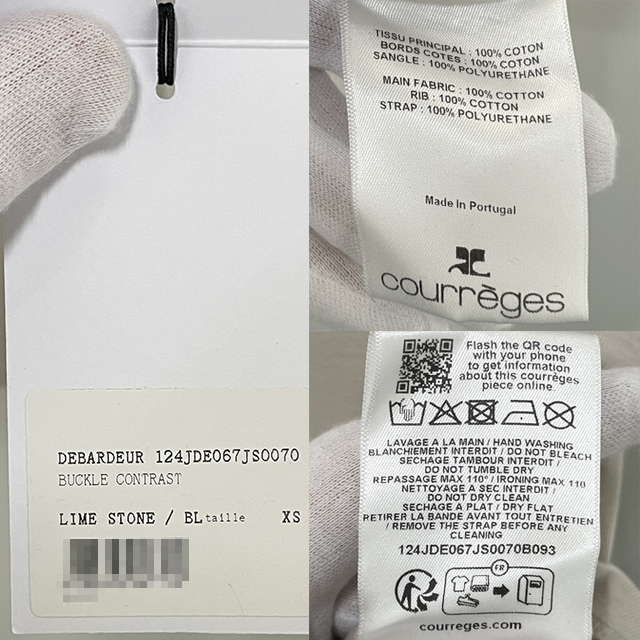 DEBARDEUR 124JDE067JS0070
BUCKLE CONTRAST
LIME STONE / BL taille XS
TISSU PRINCIPAL : 100% COTON
BORDS COTES : 100% COTON
SANGLE : 100% POLYURETHANE
MAIN FABRIC : 100% COTTON
RIB : 100% COTTON
STRAP : 100% POLYURETHANE
Made In Portugal
courrèges
Flash the QR code
with your phone
to get information
about this courrèges
piece online.
LAVAGE A LA MAIN / HAND WASHING
BLANCHIEMENT INTERDIT / DO NOT BLEACH
SECHAGE TAMBOUR INTERDIT /
DO NOT TUMBLE DRY
REPASSAGE MAX 110° / IRONING MAX 110
NETTOYAGE A SEC INTERDIT /
DO NOT DRY CLEAN
SECHAGE A PLAT / DRY FLAT
RETIRER LA BANDE AVANT TOUT ENTRETIEN
/ REMOVE THE STRAP BEFORE ANY
CLEANING
124JDE067JS0070B093
FR
courreges.com